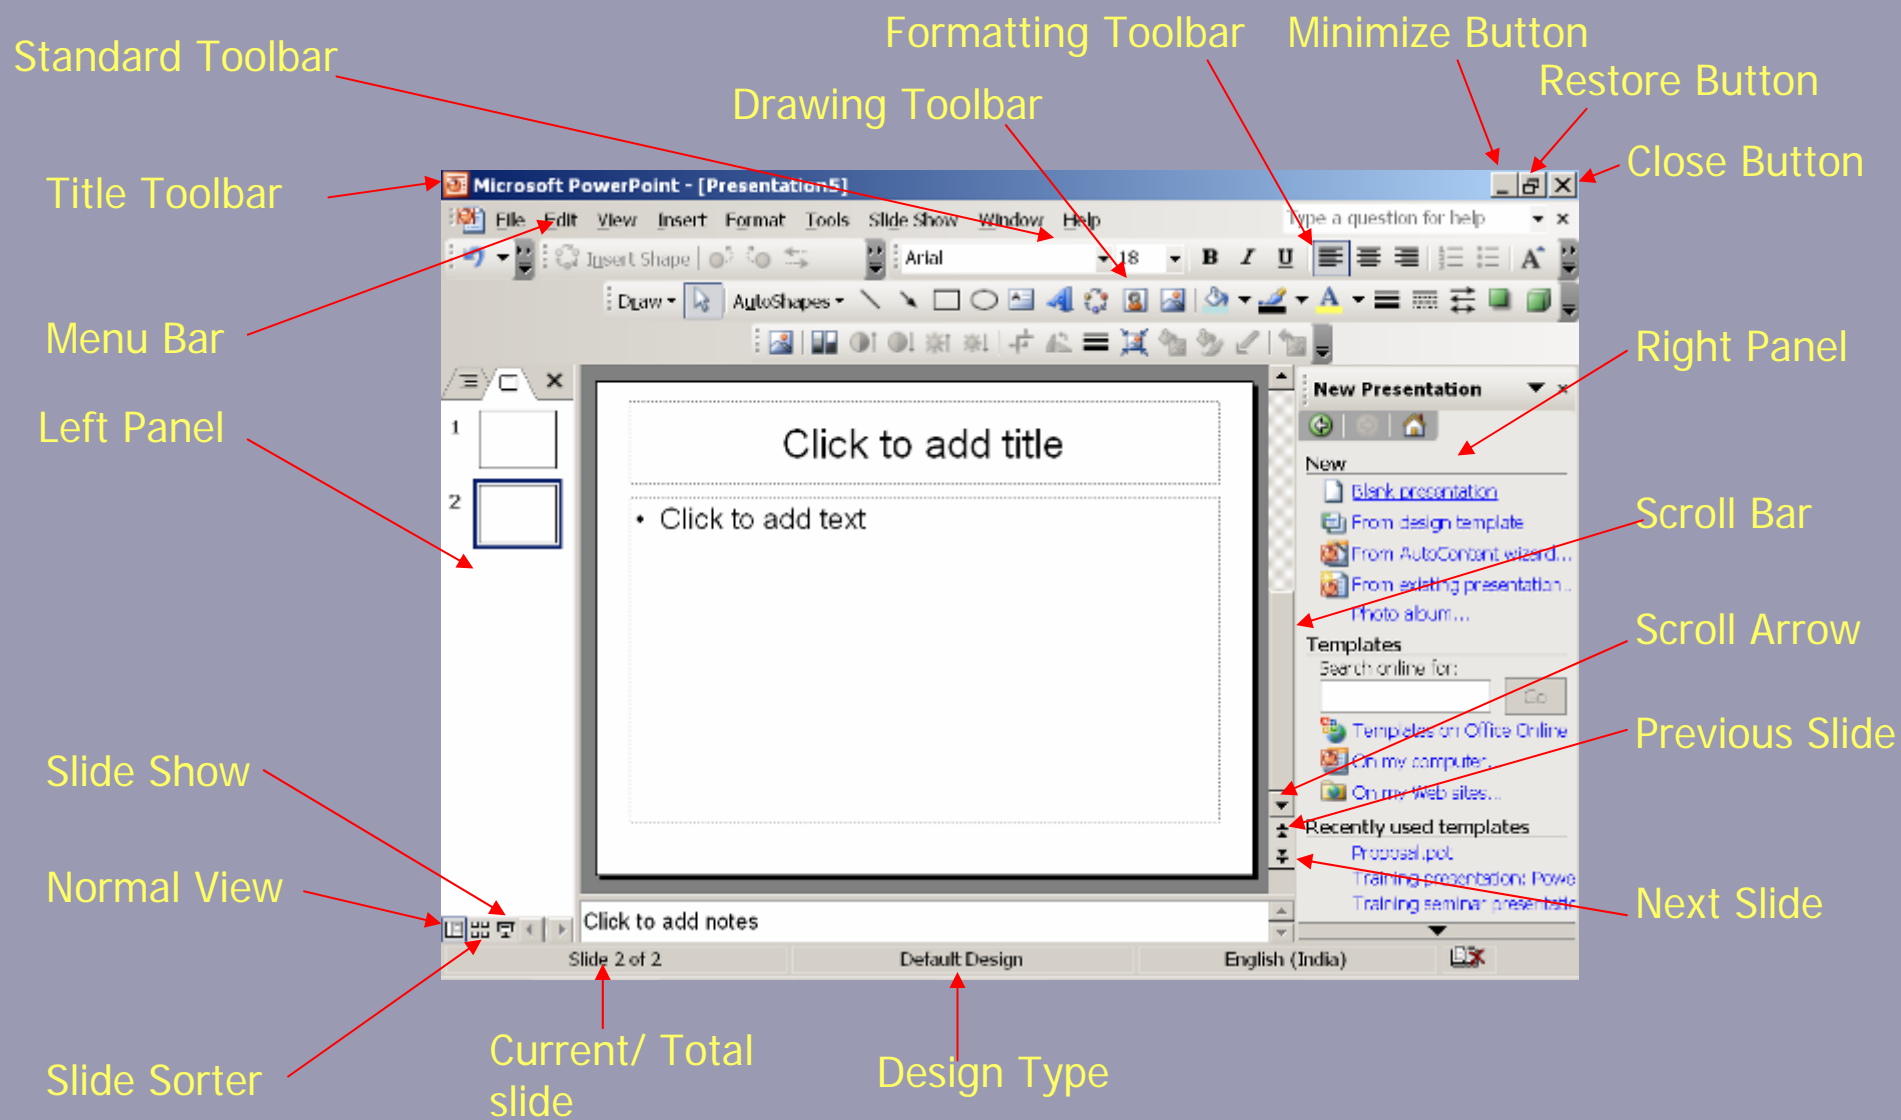 Formatting Toolbar
Minimize Button
Standard Toolbar
Restore Button
Drawing Toolbar
Close Button
Title Toolbar
Microsoft PowerPoint - [Presentation5]
File Edit View Insert Format Tools Slide Show Window Help
Type a question for help
Insert Shape
Arial
18
B I U
A
Draw
AutoShapes
A
Menu Bar
Right Panel
Left Panel
New Presentation
1
Click to add title
New
2
Blank presentation
Click to add text
From design template
Scroll Bar
From AutoContent wizard...
From existing presentation...
Photo album...
Scroll Arrow
Templates
Search online for:
Go
Templates on Office Online
Previous Slide
On my computer...
Slide Show
On my Web sites...
Recently used templates
Proposal.pot
Training presentation: Powe
Normal View
Training seminar presentatio
Next Slide
Click to add notes
Slide 2 of 2
Default Design
English (India)
Current/ Total
slide
Design Type
Slide Sorter